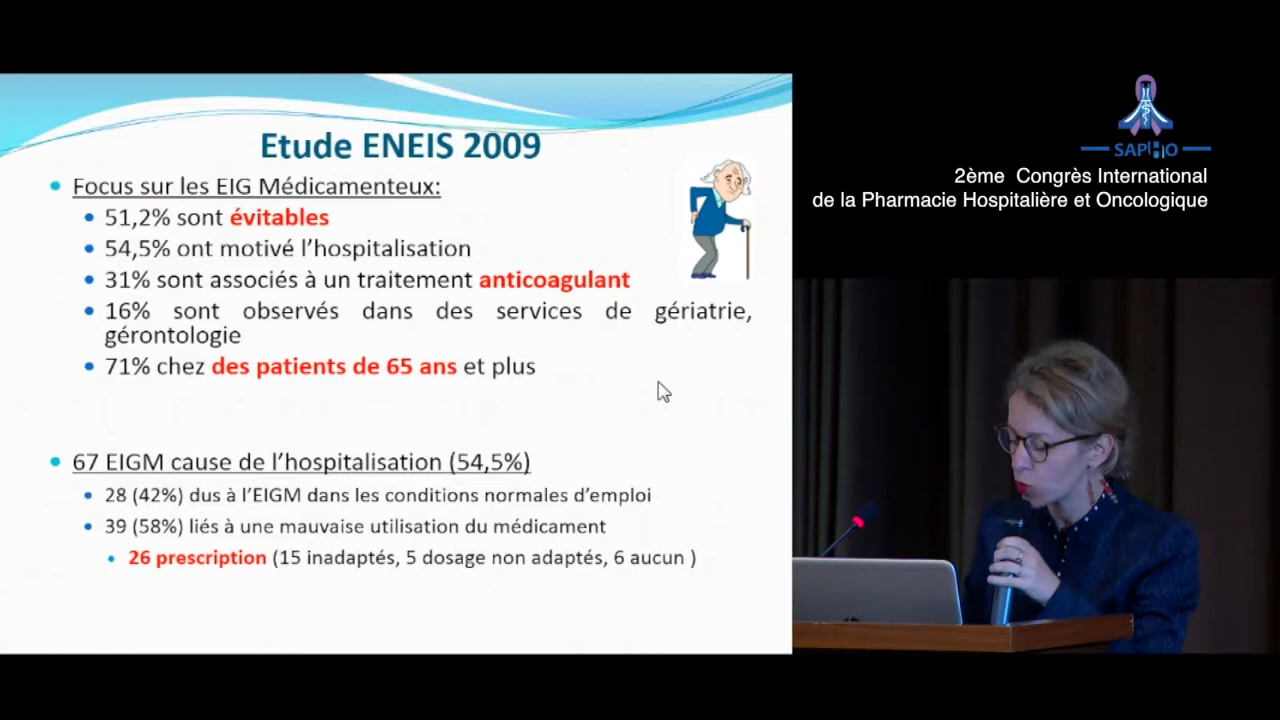 Etude ENEIS 2009
Focus sur les EIG Médicamenteux:
51,2% sont évitables
54,5% ont motivé l'hospitalisation
31% sont associés à un traitement anticoagulant
16% sont observés dans des services de gériatrie,
gérontologie
71% chez des patients de 65 ans et plus
67 EIGM cause de l'hospitalisation (54,5%)
28 (42%) dus à l'EIGM dans les conditions normales d'emploi
39 (58%) liés à une mauvaise utilisation du médicament
26 prescription (15 inadaptés, 5 dosage non adaptés, 6 aucun )
SAPHO
2ème Congrès International
de la Pharmacie Hospitalière et Oncologique